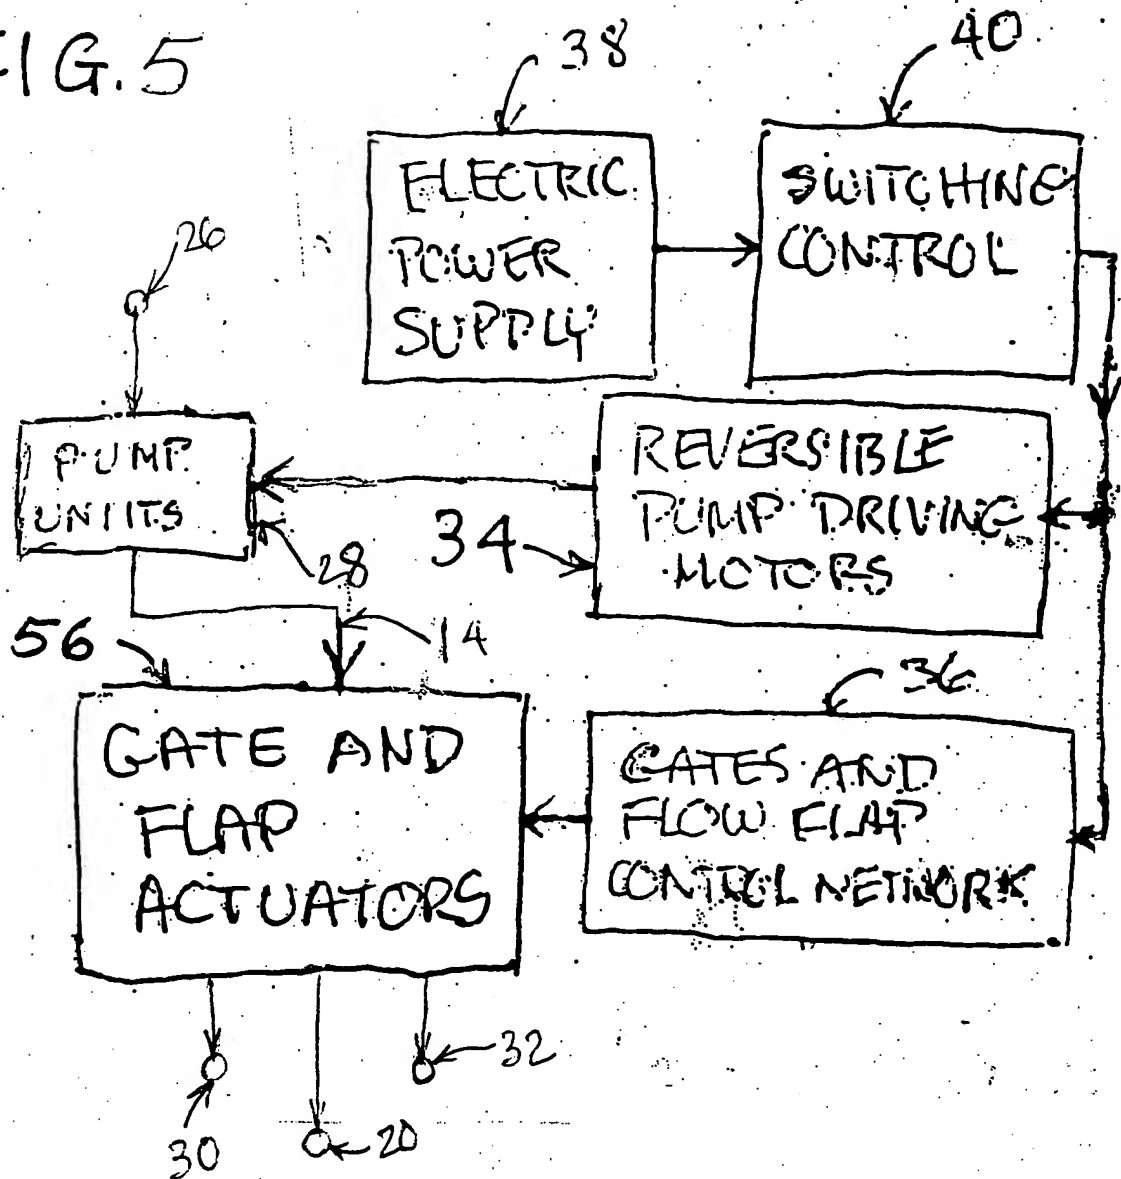 FIG. 5
38
40
ELECTRIC
POWER
SUPPLY
SWITCHING
CONTROL
26
PUMP
UNITS
28
REVERSIBLE
PUMP DRIVING
MOTORS
34
14
56
36
GATE AND
FLAP
ACTUATORS
GATES AND
FLOW FLAP
CONTROL NETWORK
32
30
20